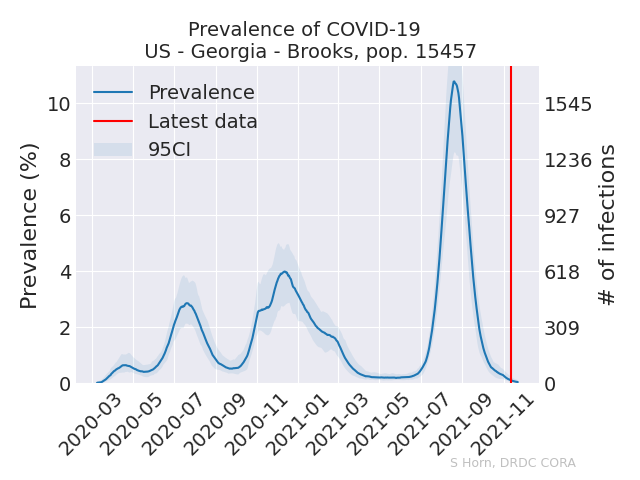 Prevalence of COVID-19
US - Georgia - Brooks, pop. 15457
Prevalence
Latest data
95CI
Prevalence (%)
10
8
6
4
2
0
1545
1236
927
618
309
0
# of infections
2020-03
2020-05
2020-07
2020-09
2020-11
2021-01
2021-03
2021-05
2021-07
2021-09
2021-11
S Horn, DRDC CORA